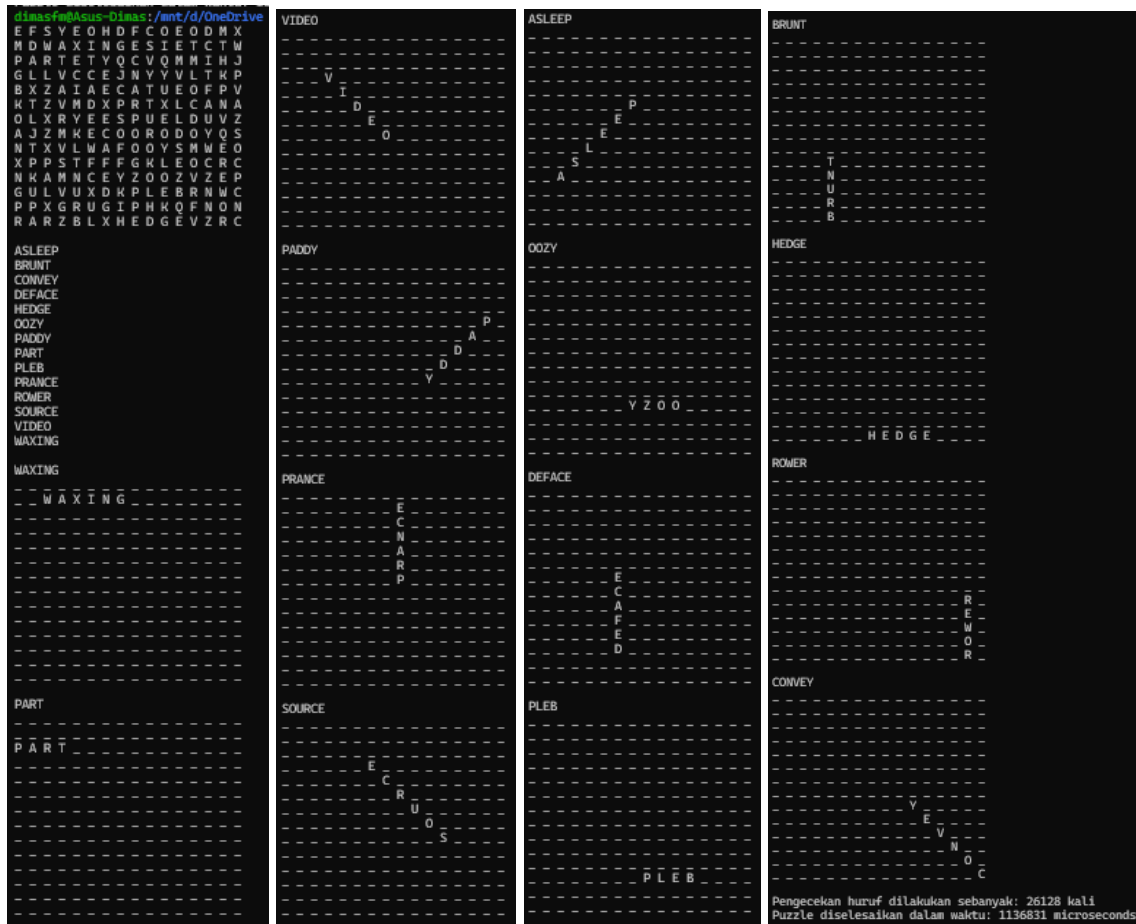 dimasfm@Asus-Dimas:/mnt/d/OneDrive
E F S Y E O H D F C O E O D M X
M D W A X I N G E S I E T C T W
P A R T E T Y Q C V Q M M I H J
G L L V C C E J N Y Y V L T K P
B X Z A I A E C A T U E O F P V
K T Z V M D X P R T X L C A N A
O L X R Y E E S P U E L D U V Z
A J Z M K E C O O R O D O Y Q S
N T X V L W A F O O Y S M W E O
X P P S T F F F G K L E O C R C
N K A M N C E Y Z O O Z V Z E P
G U L V U X D K P L E B R N W C
P P X G R U G I P H K Q F N O N
R A R Z B L X H E D G E V Z R C
ASLEEP
BRUNT
CONVEY
DEFACE
HEDGE
OOZY
PADDY
PART
PLEB
PRANCE
ROWER
SOURCE
VIDEO
WAXING
WAXING
W A X I N G
PART
P A R T
VIDEO
V
I
D
E
O
PADDY
P
A
D
D
Y
PRANCE
E
C
N
A
R
P
SOURCE
E
C
R
U
O
S
ASLEEP
P
E
E
L
S
A
OOZY
Y Z O O
DEFACE
E
C
A
F
E
D
PLEB
P L E B
BRUNT
T
N
U
R
B
HEDGE
H E D G E
ROWER
R
E
W
O
R
CONVEY
Y
E
V
N
O
C
Pengecekan huruf dilakukan sebanyak: 26128 kali
Puzzle diselesaikan dalam waktu: 1136831 microseconds